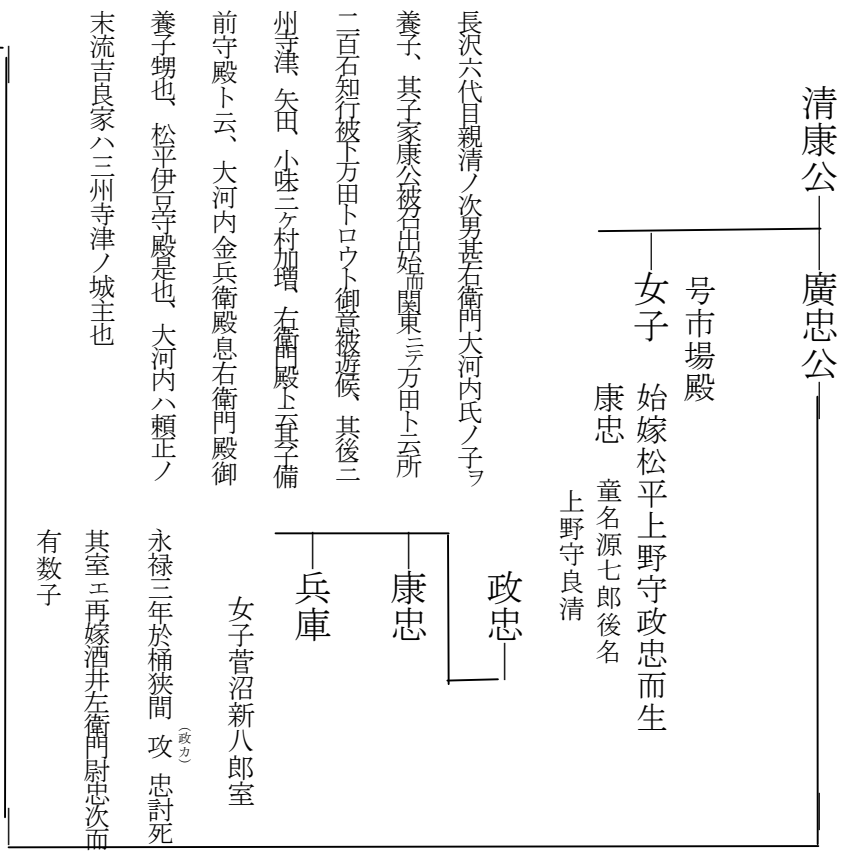 清康公
廣忠公
号市場殿
女子
始嫁松平上野守政忠而生
康忠
童名源七郎後名
上野守良清
長沢六代目親清ノ次男甚右衛門大河内氏ノ子ヲ
養子、其子家康公被召出始而関東ニテ万田ト云所
二百石知行被下万田トロウト御意被遊候、其後三
州寺津、矢田、小味三ヶ村加増、右衛門殿ト云其子備
前守殿ト云、大河内金兵衛殿息右衛門殿御
養子甥也、松平伊豆守殿是也、大河内ハ頼正ノ
末流吉良家ハ三州寺津ノ城主也
政忠
康忠
兵庫
女子菅沼新八郎室
永禄三年於桶狭間攻(政カ)忠討死
其室エ再嫁酒井左衛門尉忠次而
有数子